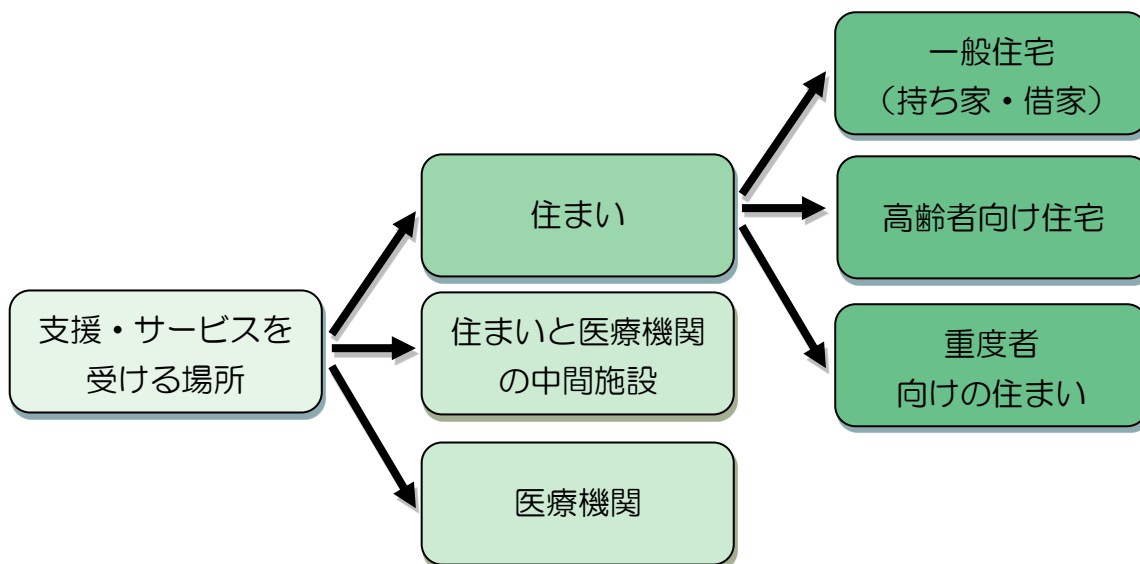 支援・サービスを
受ける場所
住まい
住まいと医療機関
の中間施設
医療機関
一般住宅
（持ち家・借家）
高齢者向け住宅
重度者
向けの住まい